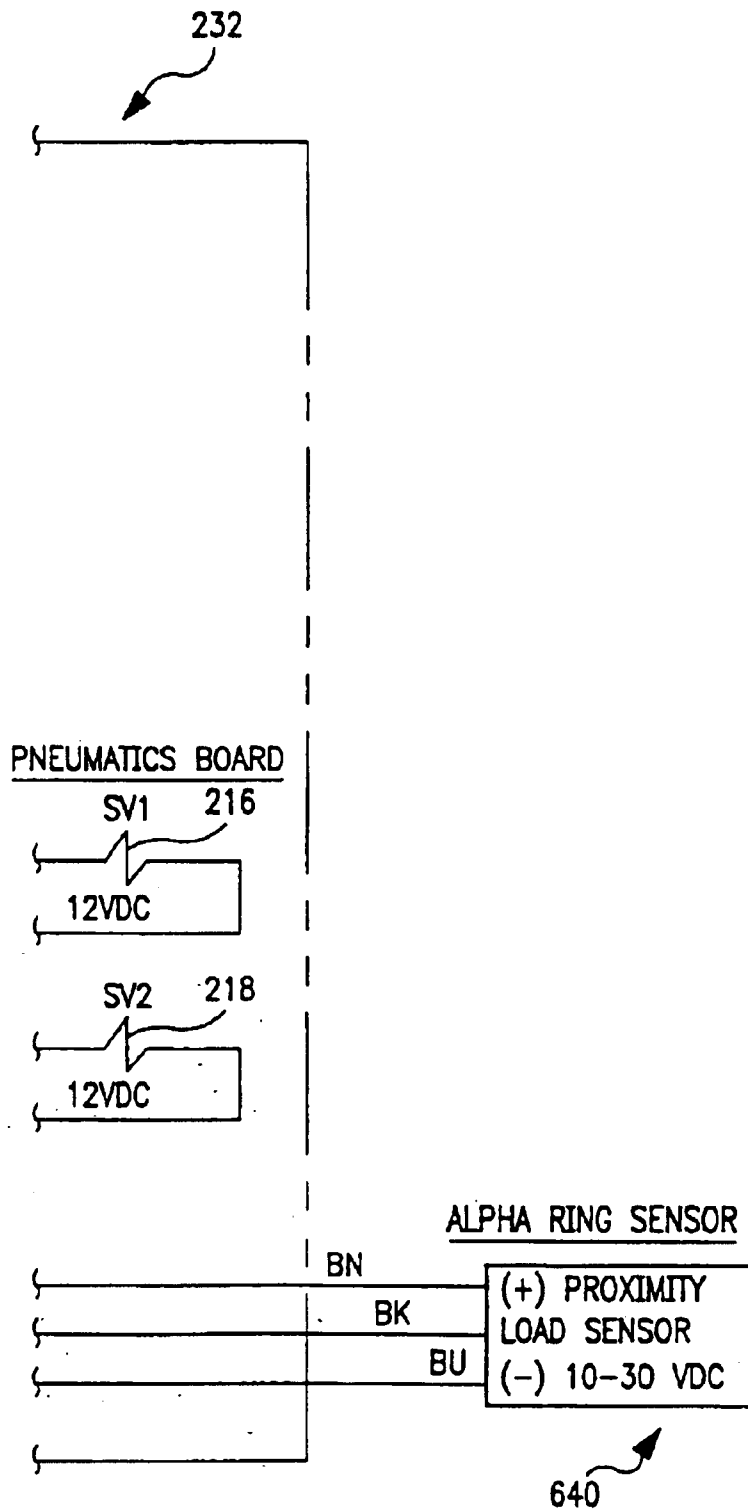 232
PNEUMATICS BOARD
SV1 216
12VDC
SV2 218
12VDC
ALPHA RING SENSOR
BN
(+) PROXIMITY
BK
LOAD SENSOR
BU
(-) 10-30 VDC
640